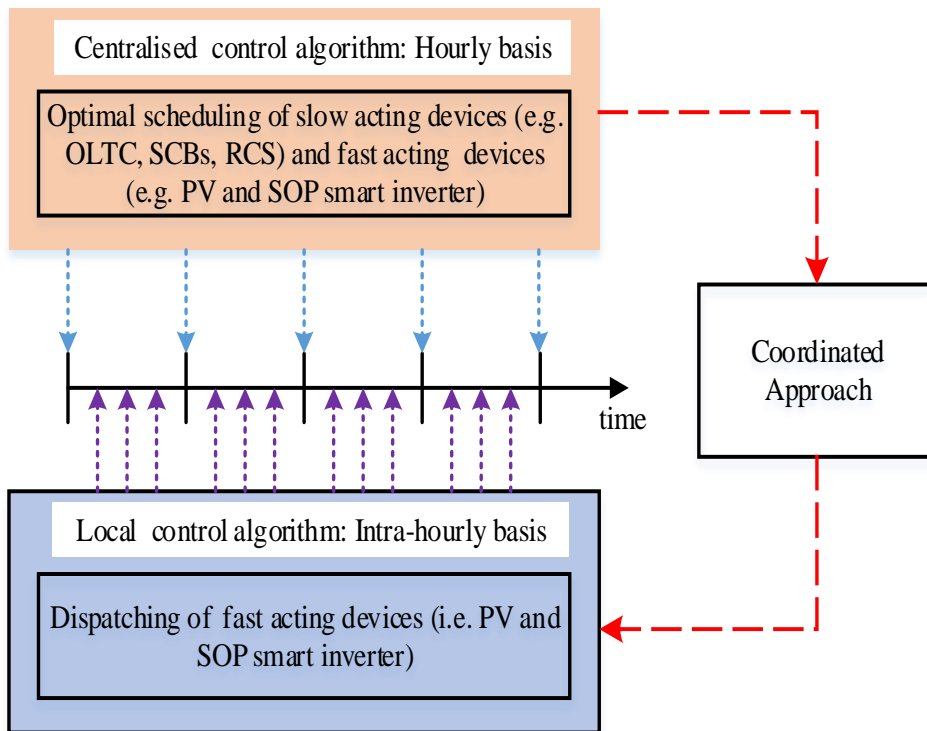 Centralised control algorithm: Hourly basis
Optimal scheduling of slow acting devices (e.g.
OLTC, SCBs, RCS) and fast acting devices
(e.g. PV and SOP smart inverter)
Coordinated
Approach
time
Local control algorithm: Intra-hourly basis
Dispatching of fast acting devices (i.e. PV and
SOP smart inverter)